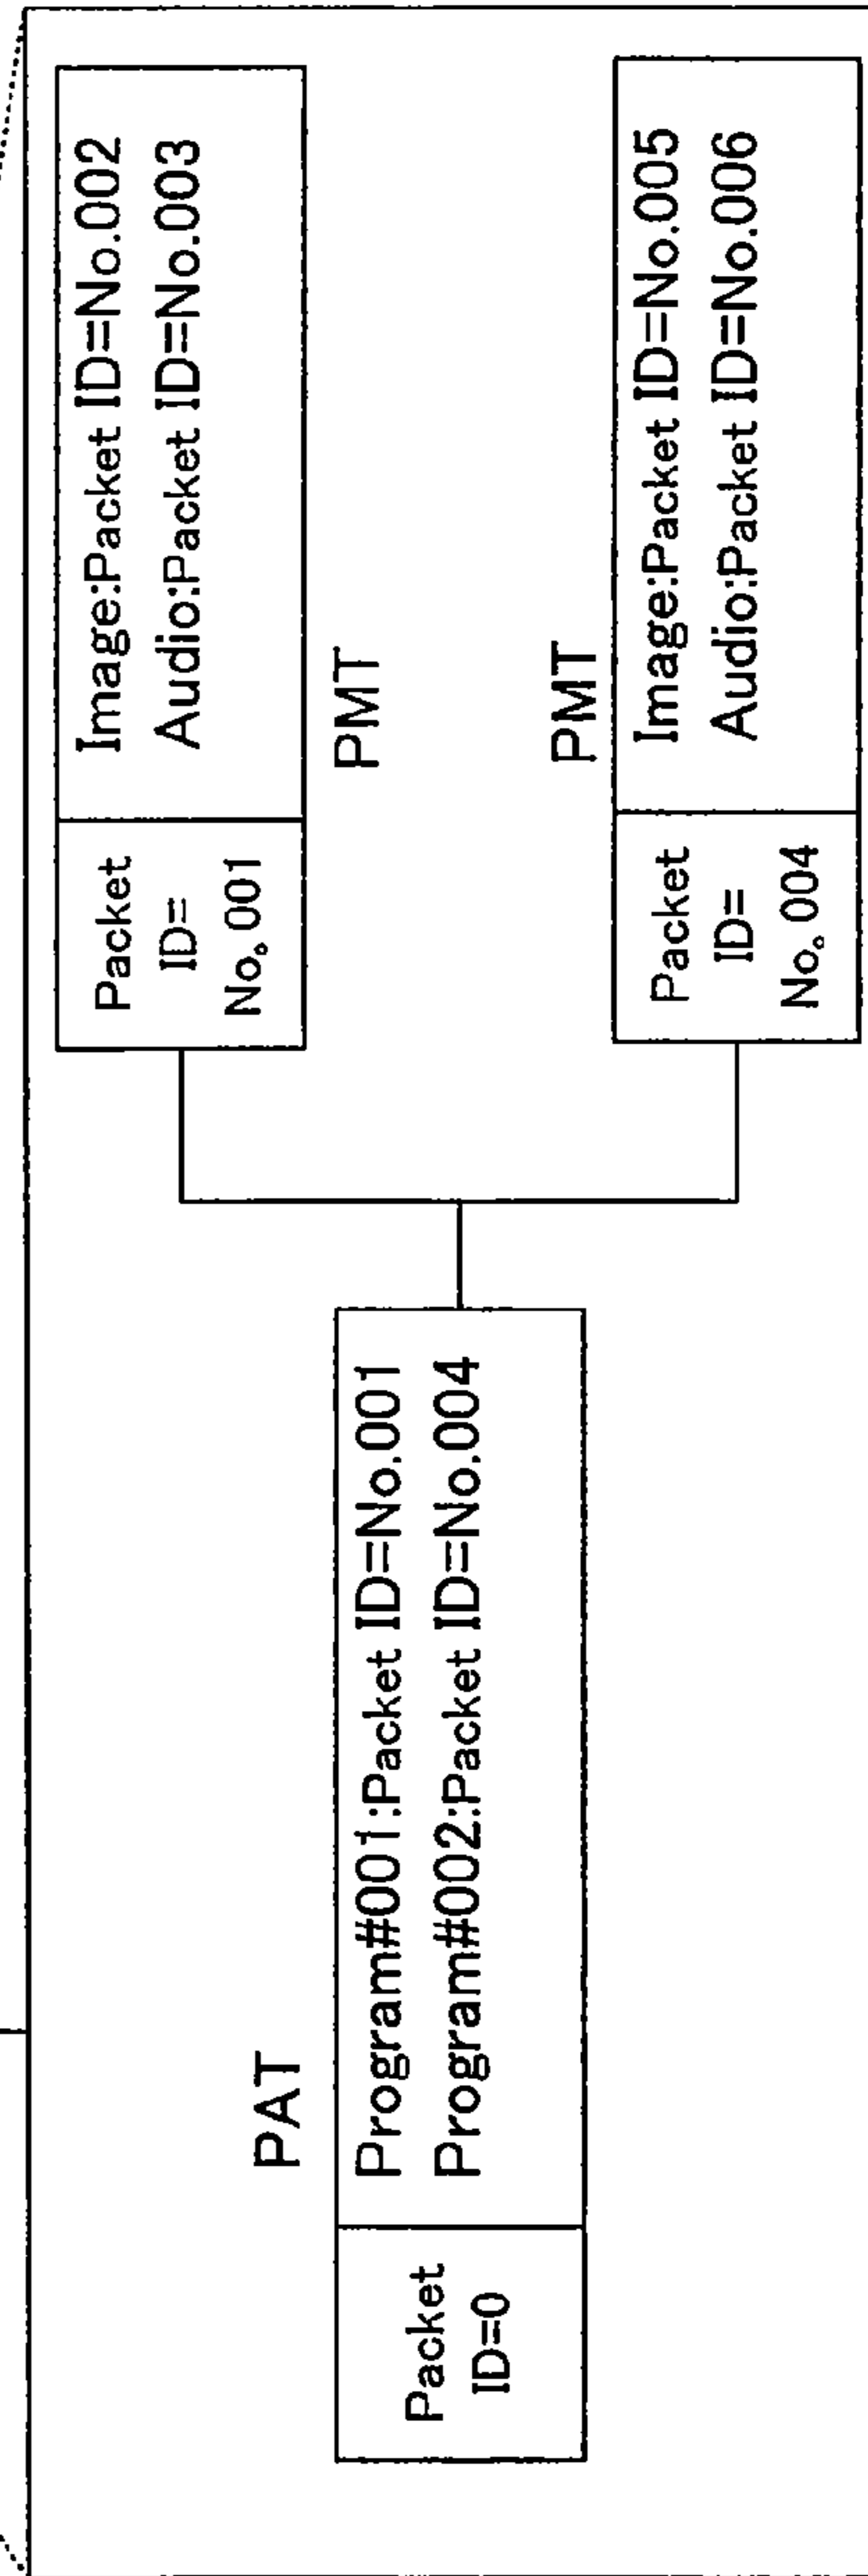 PAT
Packet
ID=0
Program#001:Packet ID=No.001
Program#002:Packet ID=No.004
Packet
ID=
No。001
Image:Packet ID=No.002
Audio:Packet ID=No.003
PMT
PMT
Packet
ID=
No。004
Image:Packet ID=No.005
Audio:Packet ID=No.006